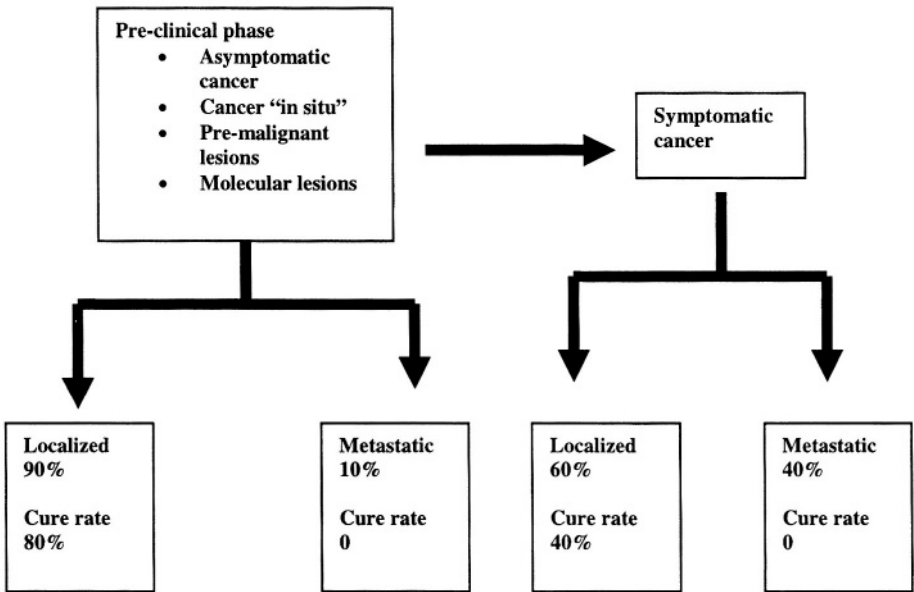 Pre-clinical phase
• Asymptomatic
cancer
• Cancer “in situ”
• Pre-malignant
lesions
• Molecular lesions
Symptomatic
cancer
Localized
90%
Cure rate
80%
Metastatic
10%
Cure rate
0
Localized
60%
Cure rate
40%
Metastatic
40%
Cure rate
0